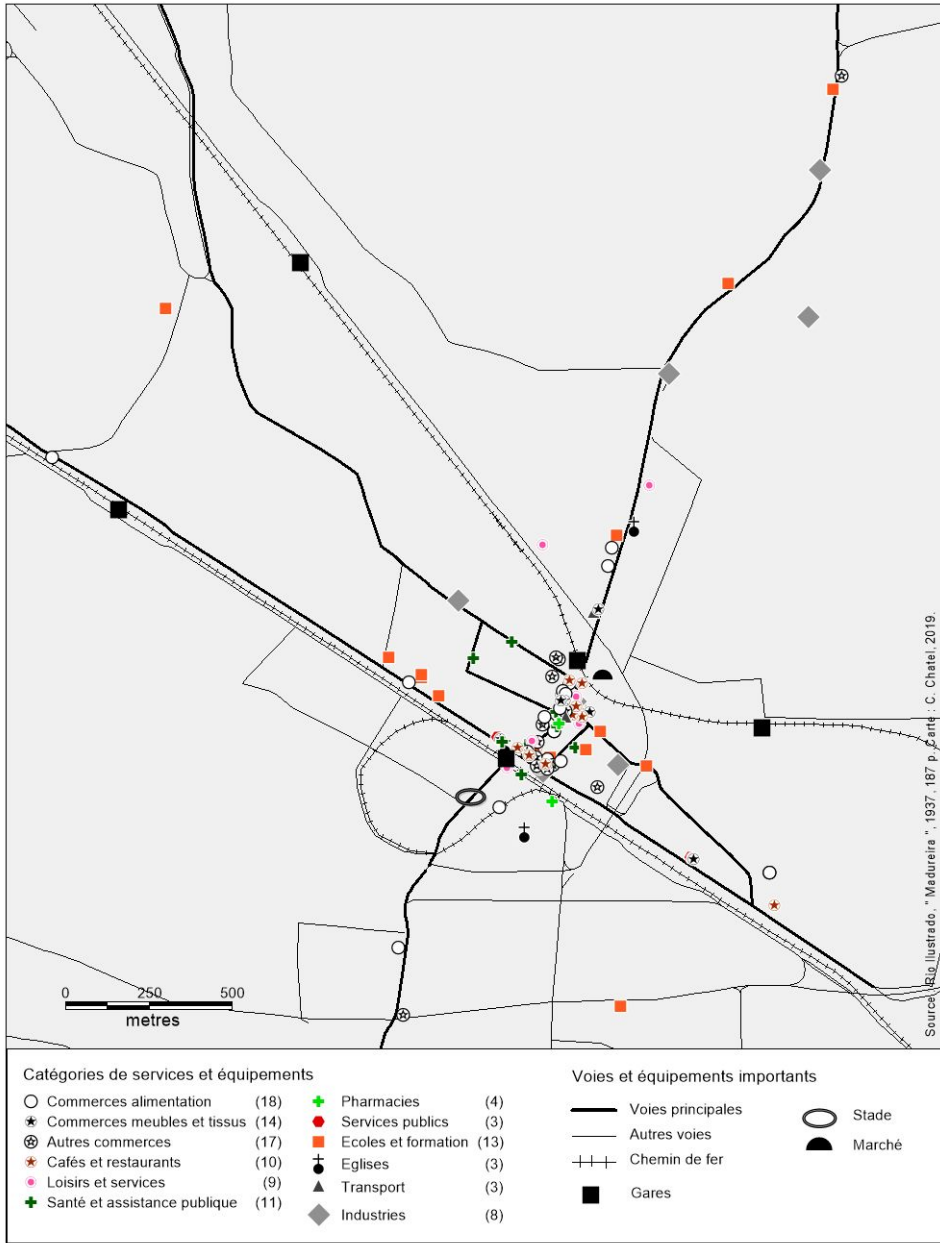 Source : Rio Ilustrado, " Madureira ", 1937, 187 p. Carte : C. Chatel, 2019.
0 250 500
metres
Catégories de services et équipements
Commerces alimentation (18)
Commerces meubles et tissus (14)
Autres commerces (17)
Cafés et restaurants (10)
Loisirs et services (9)
Santé et assistance publique (11)
Pharmacies (4)
Services publics (3)
Ecoles et formation (13)
Eglises (3)
Transport (3)
Industries (8)
Voies et équipements importants
Voies principales
Autres voies
Chemin de fer
Gares
Stade
Marché